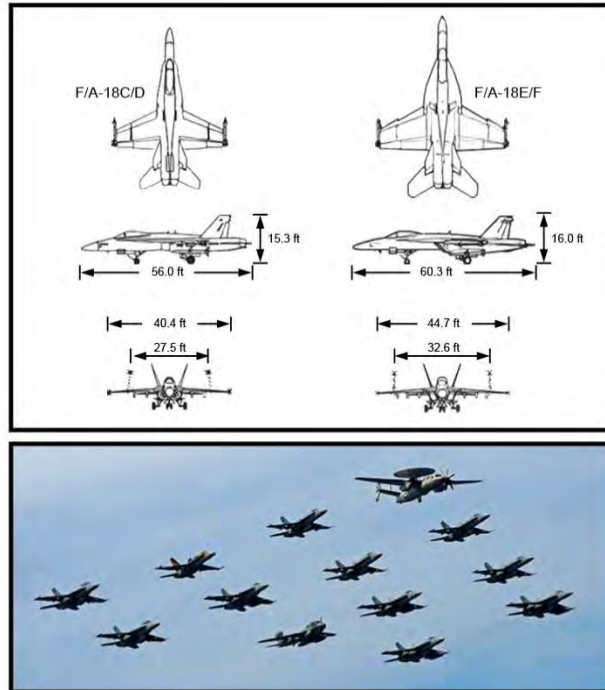 F/A-18C/D
F/A-18E/F
15.3 ft
16.0 ft
56.0 ft
60.3 ft
40.4 ft
44.7 ft
27.5 ft
32.6 ft